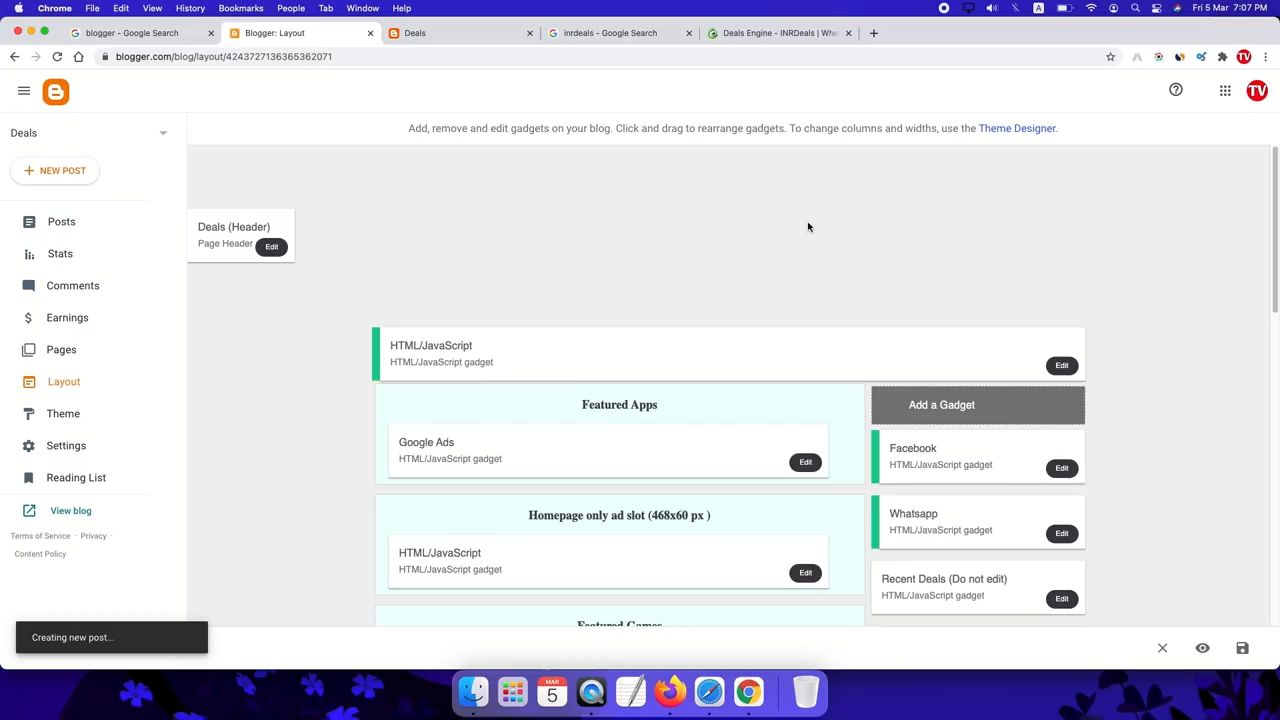 Chrome File Edit View History Bookmarks People Tab Window Help A Fri 5 Mar 7:07 PM
blogger - Google Search Blogger: Layout Deals inrdeals - Google Search Deals Engine - INRDeals | Whe
blogger.com/blog/layout/4243727136365362071 TV
TV
Deals
Add, remove and edit gadgets on your blog. Click and drag to rearrange gadgets. To change columns and widths, use the Theme Designer.
NEW POST
Posts
Stats
Comments
Earnings
Pages
Layout
Theme
Settings
Reading List
View blog
Terms of Service · Privacy ·
Content Policy
Creating new post...
Deals (Header)
Page Header Edit
HTML/JavaScript
HTML/JavaScript gadget Edit
Featured Apps
Google Ads
HTML/JavaScript gadget Edit
Homepage only ad slot (468x60 px )
HTML/JavaScript
HTML/JavaScript gadget Edit
Featured Games
Add a Gadget
Facebook
HTML/JavaScript gadget Edit
Whatsapp
HTML/JavaScript gadget Edit
Recent Deals (Do not edit)
HTML/JavaScript gadget Edit
MAR
5